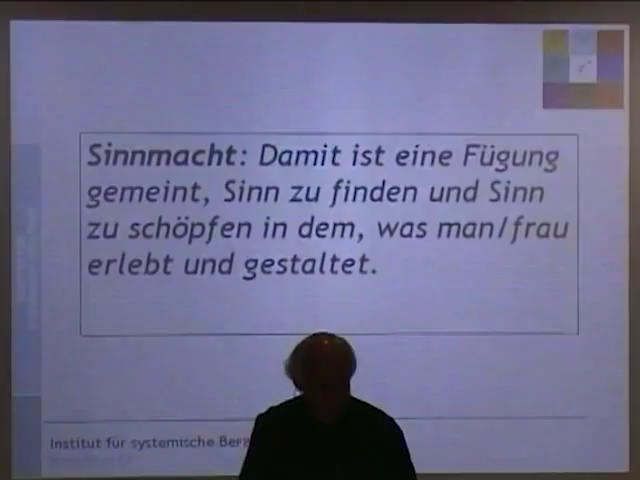 Sinnmacht: Damit ist eine Fügung
gemeint, Sinn zu finden und Sinn
zu schöpfen in dem, was man/frau
erlebt und gestaltet.
Institut für systemische